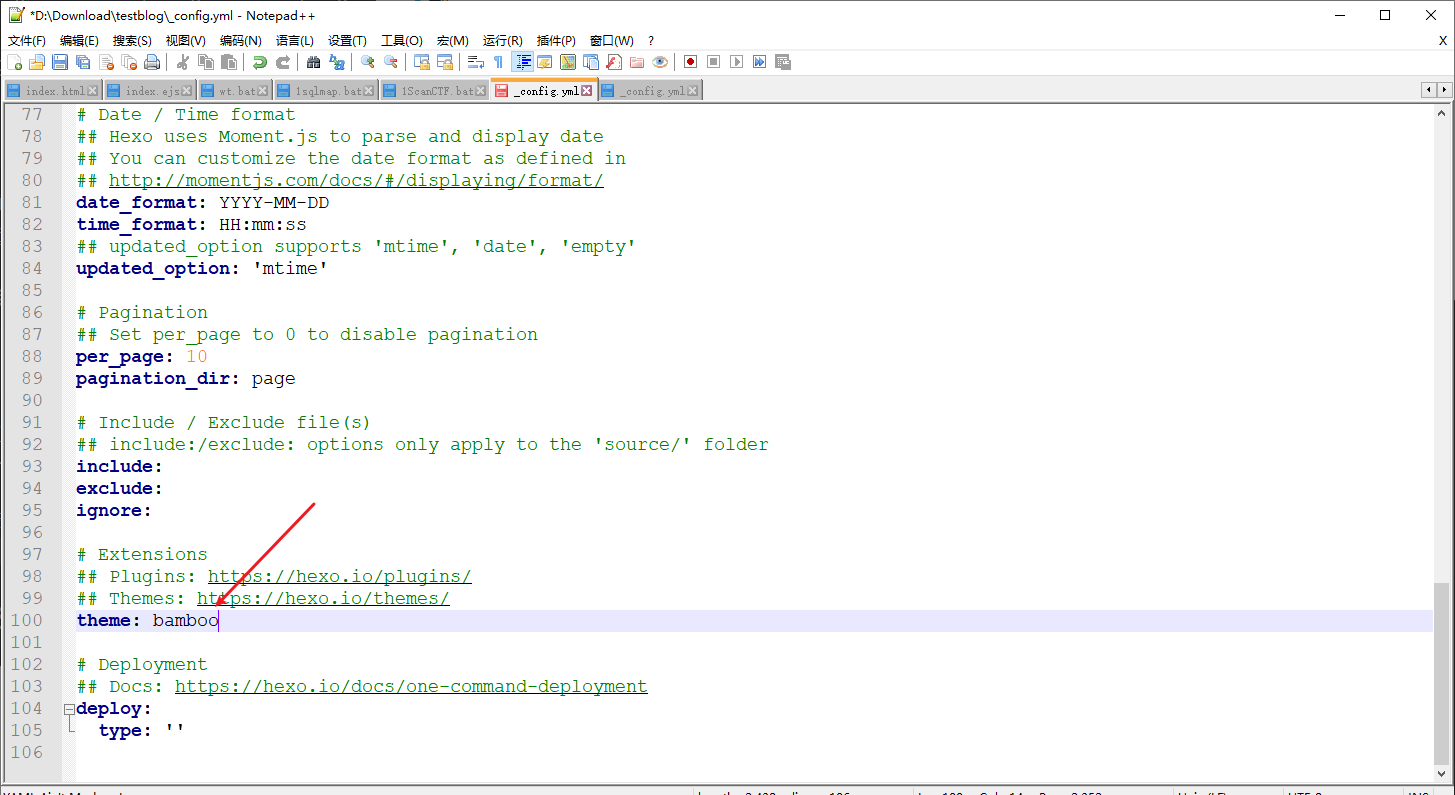 *D:\Download\testblog\_config.yml - Notepad++
文件(F) 编辑(E) 搜索(S) 视图(V) 编码(N) 语言(L) 设置(T) 工具(O) 宏(M) 运行(R) 插件(P) 窗口(W) ? X
index.html index.ejs wt.bat 1sqlmap.bat 1ScanCTF.bat _config.yml _config.yml
77 # Date / Time format
78 ## Hexo uses Moment.js to parse and display date
79 ## You can customize the date format as defined in
80 ## http://momentjs.com/docs/#/displaying/format/
81 date_format: YYYY-MM-DD
82 time_format: HH:mm:ss
83 ## updated_option supports 'mtime', 'date', 'empty'
84 updated_option: 'mtime'
85
86 # Pagination
87 ## Set per_page to 0 to disable pagination
88 per_page: 10
89 pagination_dir: page
90
91 # Include / Exclude file(s)
92 ## include:/exclude: options only apply to the 'source/' folder
93 include:
94 exclude:
95 ignore:
96
97 # Extensions
98 ## Plugins: https://hexo.io/plugins/
99 ## Themes: https://hexo.io/themes/
100 theme: bamboo
101
102 # Deployment
103 ## Docs: https://hexo.io/docs/one-command-deployment
104 deploy:
105 type: ''
106